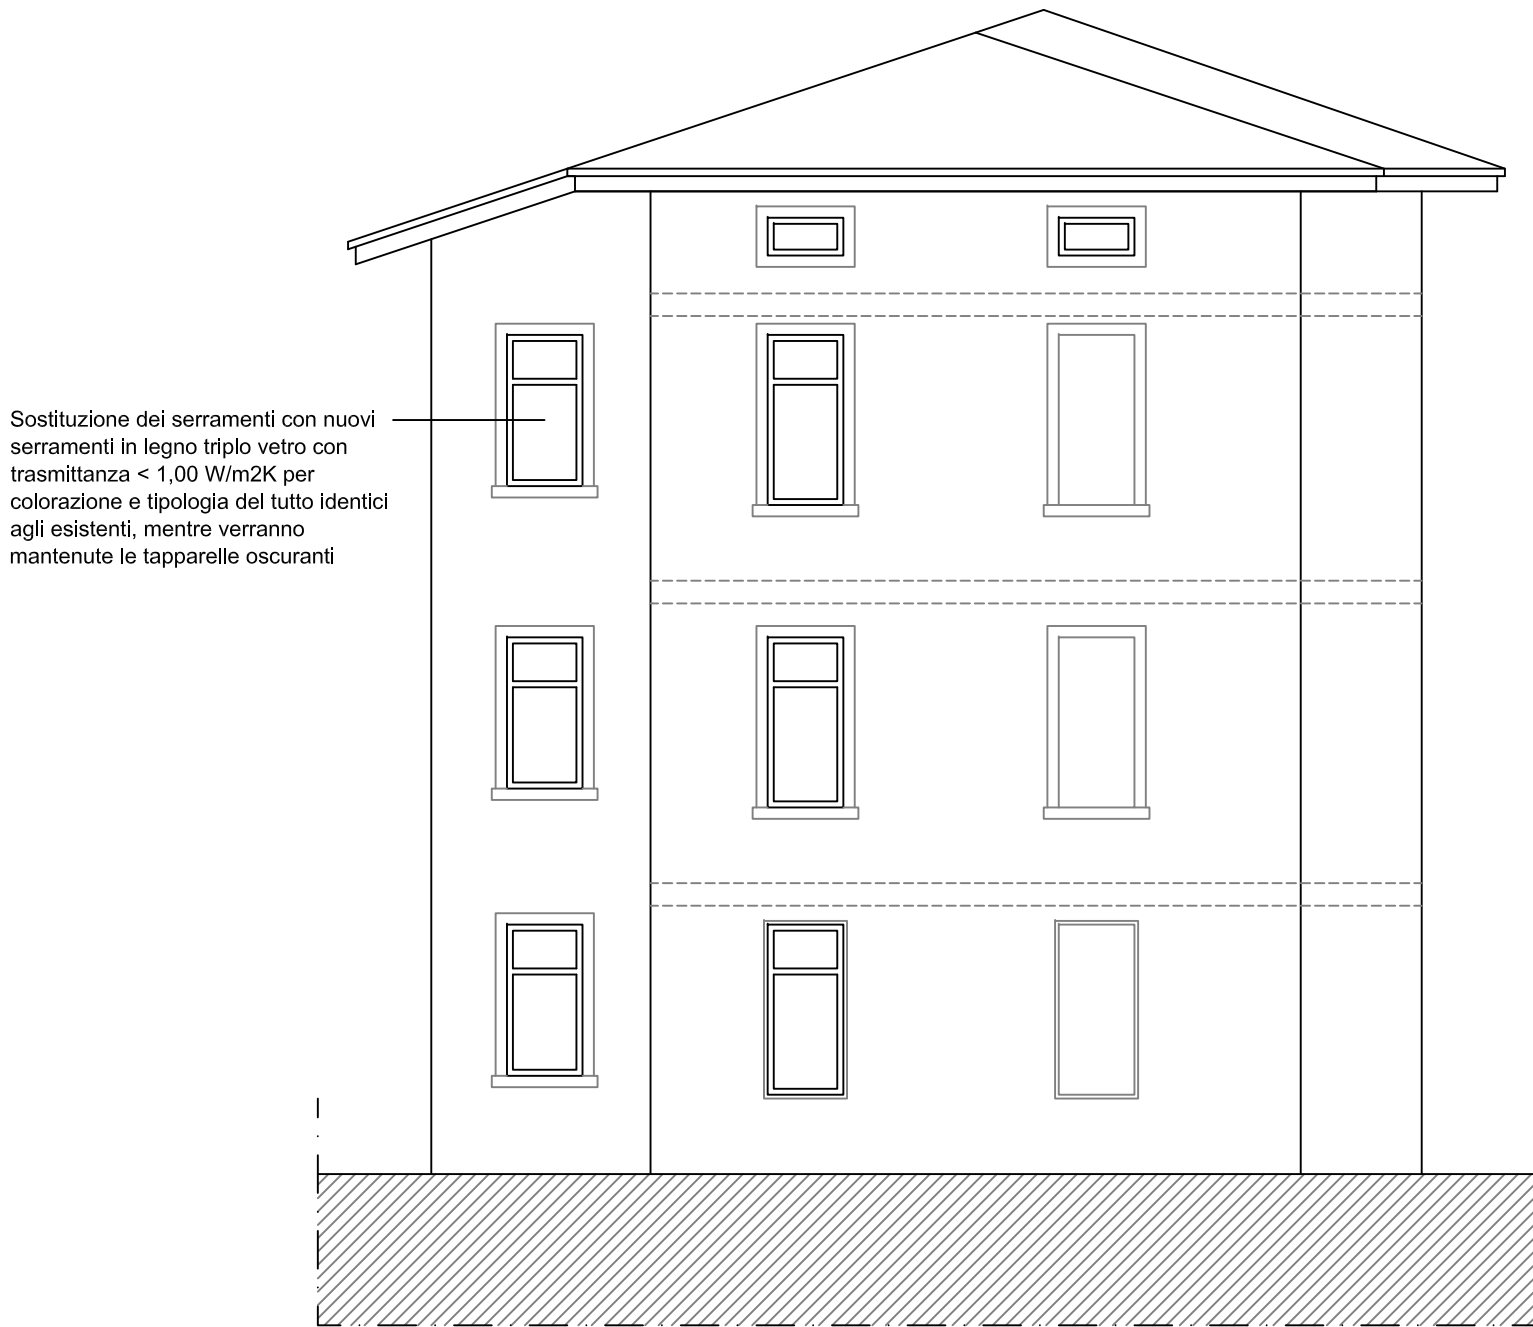 Sostituzione dei serramenti con nuovi
serramenti in legno triplo vetro con
trasmittanza < 1,00 W/m2K per
colorazione e tipologia del tutto identici
agli esistenti, mentre verranno
mantenute le tapparelle oscuranti